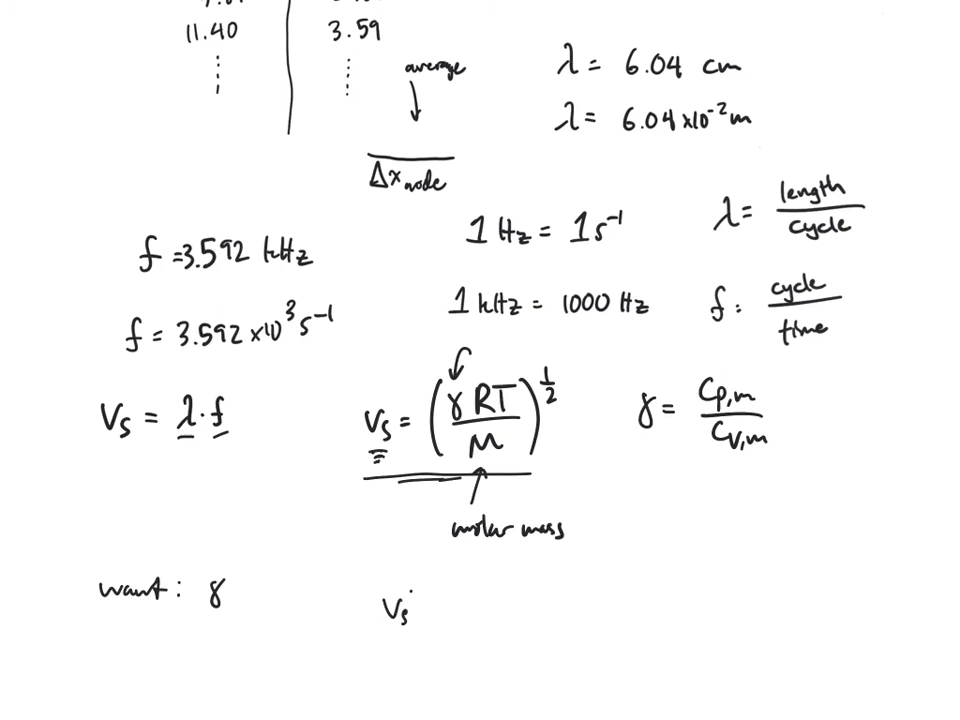 11.40 3.59
average
λ = 6.04 cm
λ = 6.04 x10⁻² m
Δx node
λ = length / cycle
1 Hz = 1 s⁻¹
f = 3.592 kHz
1 kHz = 1000 Hz
f : cycle / time
f = 3.592 x10³ s⁻¹
Vs = λ · f
Vs = (γ RT / M)^1/2
γ = Cp,m / Cv,m
molar mass
want : γ
Vs